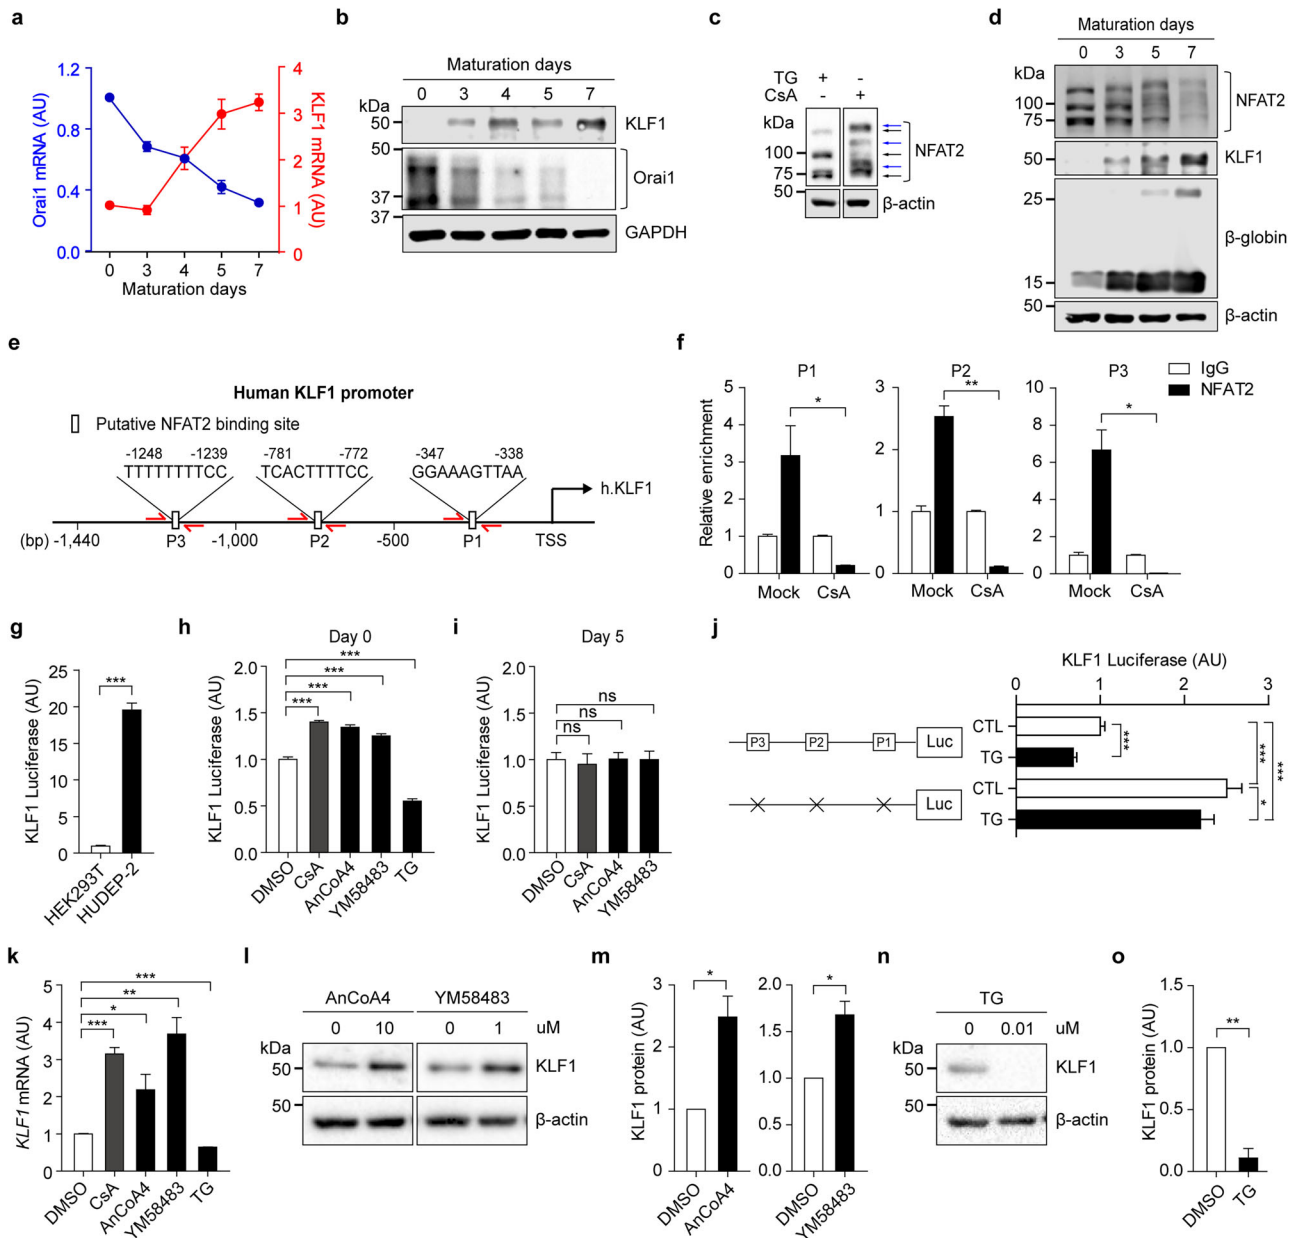 a
1.2
0.8
0.4
0.0
Orai1 mRNA (AU)
4
3
2
1
0
KLF1 mRNA (AU)
0 3 4 5 7
Maturation days
b
Maturation days
0 3 4 5 7
kDa
50
KLF1
50
Orai1
37
37
GAPDH
c
TG + -
CsA - +
kDa
100
75
50
NFAT2
β-actin
d
Maturation days
0 3 5 7
kDa
100
75
NFAT2
50
KLF1
25
β-globin
15
50
β-actin
e
Human KLF1 promoter
Putative NFAT2 binding site
-1248 -1239 -781 -772 -347 -338
TTTTTTTTCC TCACTTTTCC GGAAAGTTAA
h.KLF1
(bp) -1,440 P3 -1,000 P2 -500 P1 TSS
f
IgG
NFAT2
P1
Relative enrichment
5
4
3
2
1
0
*
Mock CsA
P2
3
2
1
0
**
Mock CsA
P3
10
8
6
4
2
0
*
Mock CsA
g
KLF1 Luciferase (AU)
25
20
15
10
5
0
***
HEK293T
HUDEP-2
h
Day 0
KLF1 Luciferase (AU)
2.0
1.5
1.0
0.5
0.0
***
***
***
***
DMSO
CsA
AnCoA4
YM58483
TG
i
Day 5
KLF1 Luciferase (AU)
2.0
1.5
1.0
0.5
0.0
ns
ns
ns
DMSO
CsA
AnCoA4
YM58483
j
KLF1 Luciferase (AU)
0 1 2 3
P3 P2 P1 Luc
Luc
CTL
TG
CTL
TG
***
***
*
***
k
KLF1 mRNA (AU)
5
4
3
2
1
0
***
**
*
***
DMSO
CsA
AnCoA4
YM58483
TG
l
AnCoA4 YM58483
0 10 0 1 uM
kDa
50
KLF1
50
β-actin
m
KLF1 protein (AU)
3
2
1
0
*
DMSO
AnCoA4
2.0
1.5
1.0
0.5
0.0
*
DMSO
YM58483
n
TG
0 0.01 uM
kDa
50
KLF1
50
β-actin
o
KLF1 protein (AU)
1.5
1.0
0.5
0.0
**
DMSO
TG